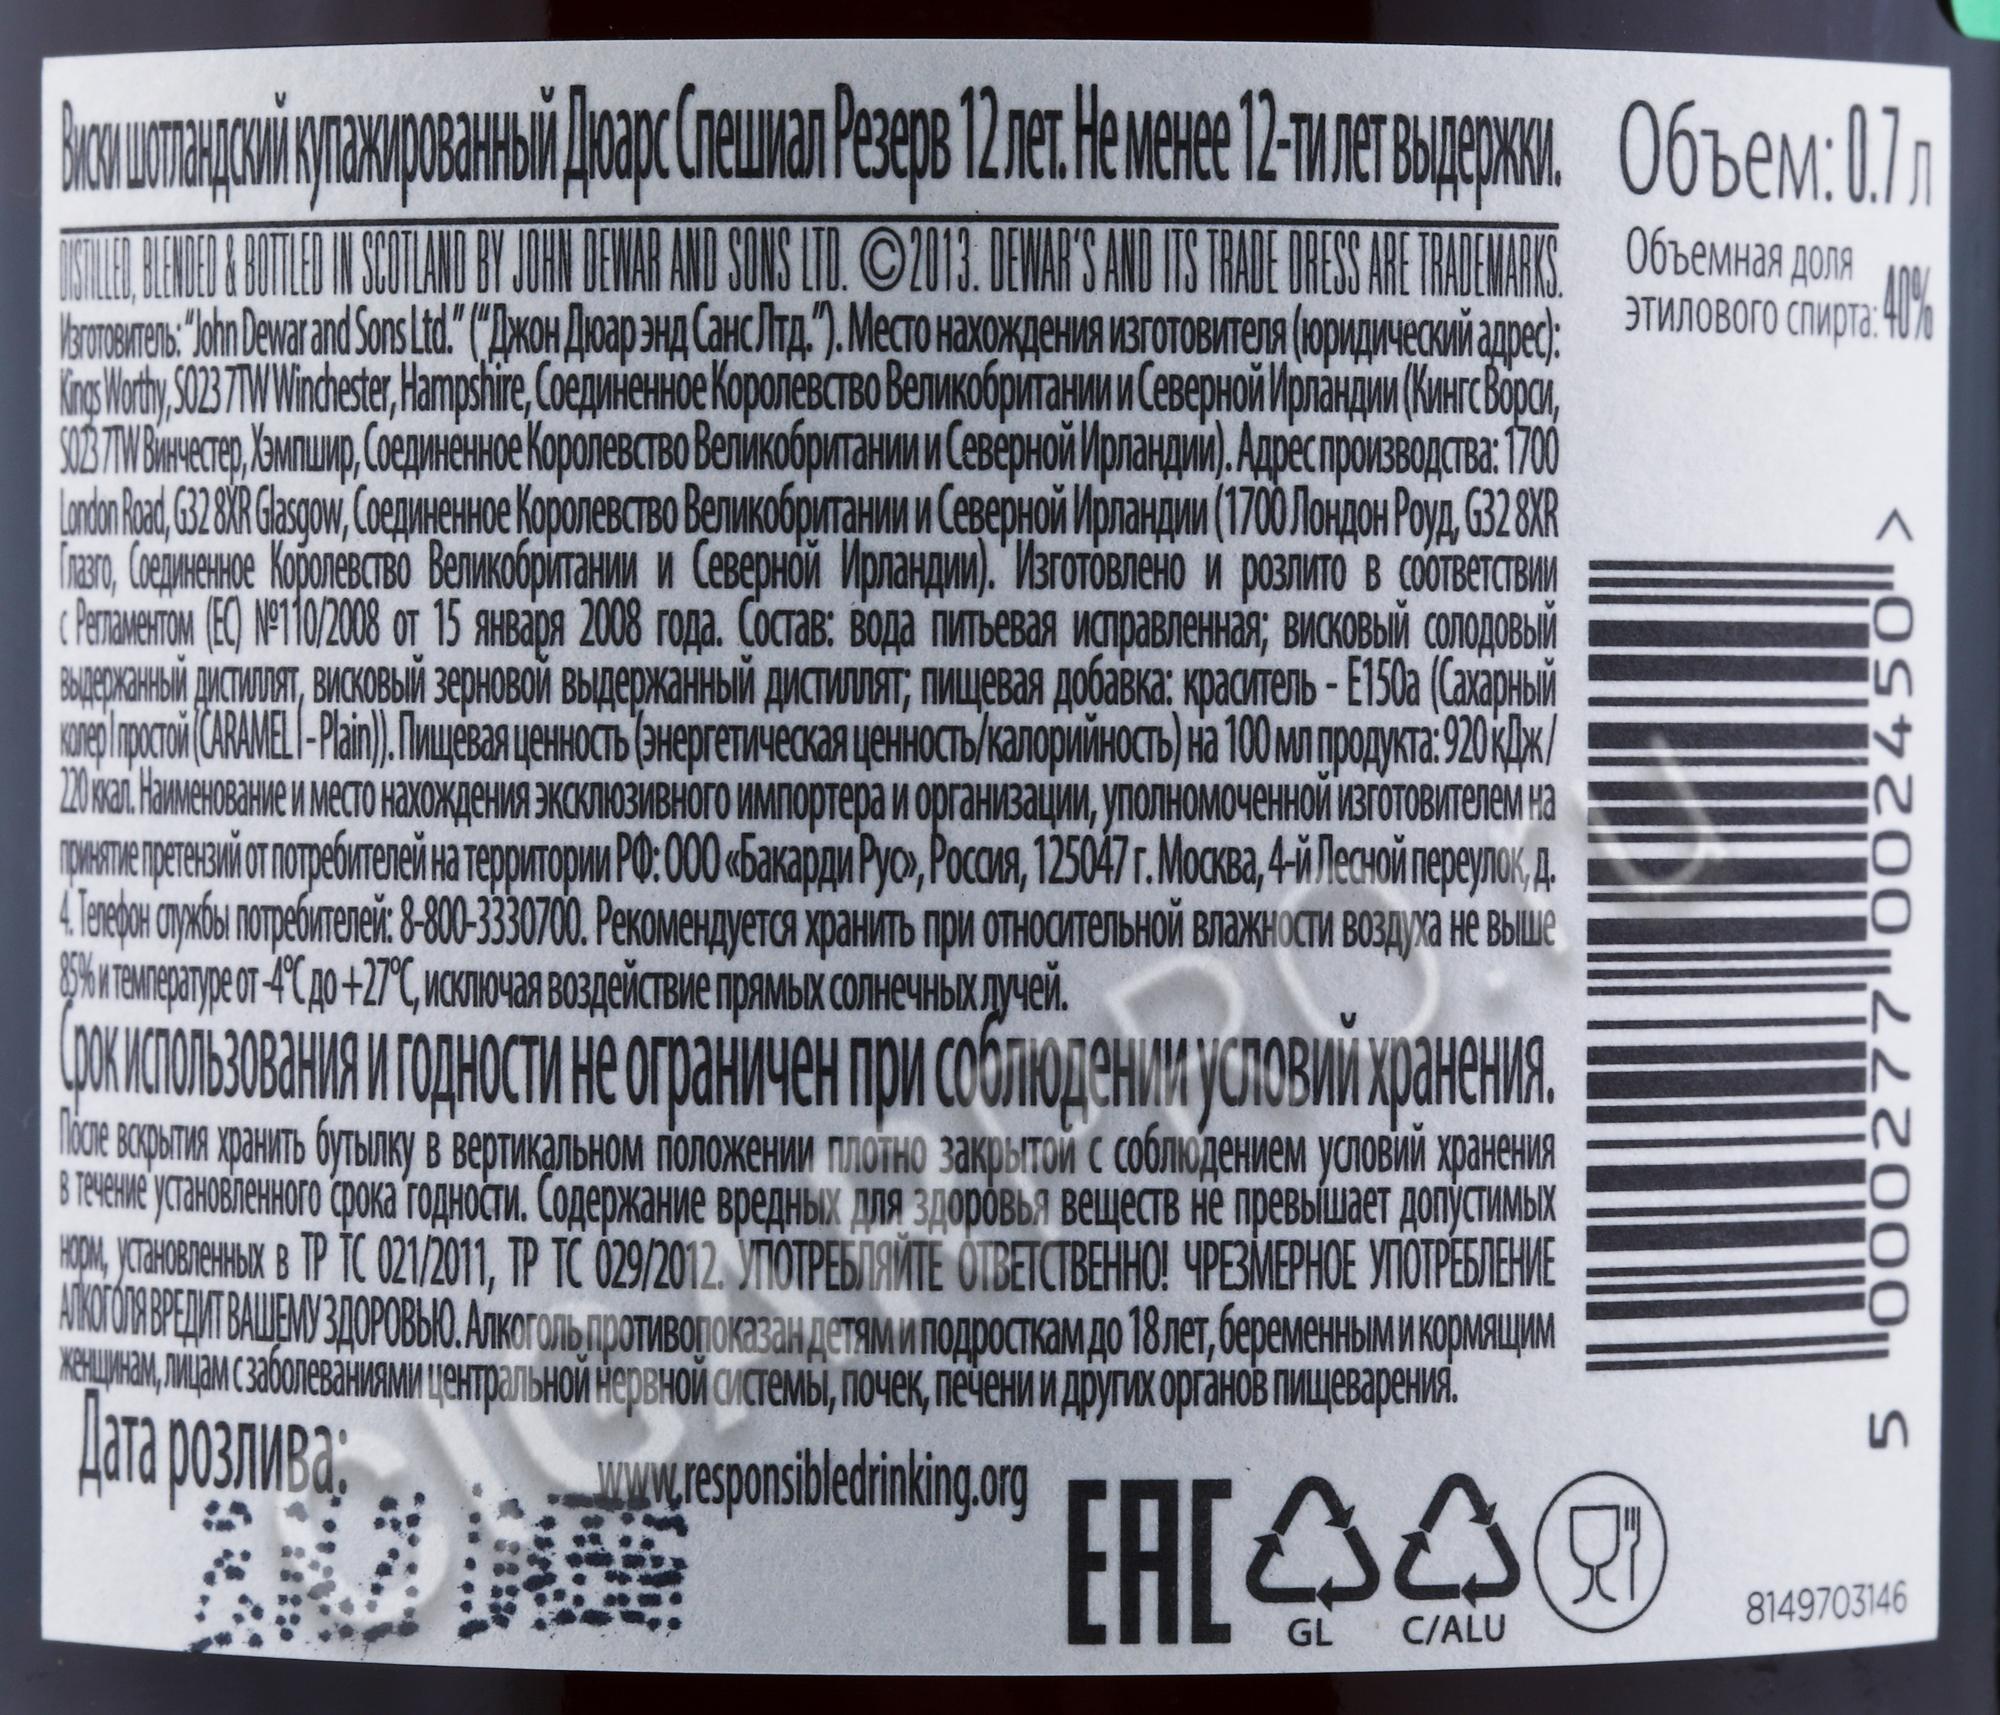 Виски шотландский купажированный Дюарс Спешиал Резерв 12 лет. Не менее 12-ти лет выдержки.
DISTILLED, BLENDED & BOTTLED IN SCOTLAND BY JOHN DEWAR AND SONS LTD. ©2013. DEWAR'S AND ITS TRADE DRESS ARE TRADEMARKS.
Изготовитель: “John Dewar and Sons Ltd.” (“Джон Дюар энд Санс Лтд.”). Место нахождения изготовителя (юридический адрес):
Kings Worthy, SO23 7TW Winchester, Hampshire, Соединенное Королевство Великобритании и Северной Ирландии (Кингс Ворси,
SO23 7TW Винчестер, Хэмпшир, Соединенное Королевство Великобритании и Северной Ирландии). Адрес производства: 1700
London Road, G32 8XR Glasgow, Соединенное Королевство Великобритании и Северной Ирландии (1700 Лондон Роуд, G32 8XR
Глазго, Соединенное Королевство Великобритании и Северной Ирландии). Изготовлено и розлито в соответствии
с Регламентом (ЕС) №110/2008 от 15 января 2008 года. Состав: вода питьевая исправленная; висковый солодовый
выдержанный дистиллят, висковый зерновой выдержанный дистиллят; пищевая добавка: краситель - Е150а (Сахарный
колер I простой (CARAMEL I - Plain)). Пищевая ценность (энергетическая ценность/калорийность) на 100 мл продукта: 920 кДж/
220 ккал. Наименование и место нахождения эксклюзивного импортера и организации, уполномоченной изготовителем на
принятие претензий от потребителей на территории РФ: ООО «Бакарди Рус», Россия, 125047 г. Москва, 4-й Лесной переулок, д.
4. Телефон службы потребителей: 8-800-3330700. Рекомендуется хранить при относительной влажности воздуха не выше
85% и температуре от -4°C до +27°C, исключая воздействие прямых солнечных лучей.
Срок использования и годности не ограничен при соблюдении условий хранения.
После вскрытия хранить бутылку в вертикальном положении плотно закрытой с соблюдением условий хранения
в течение установленного срока годности. Содержание вредных для здоровья веществ не превышает допустимых
норм, установленных в ТР ТС 021/2011, ТР ТС 029/2012. УПОТРЕБЛЯЙТЕ ОТВЕТСТВЕННО! ЧРЕЗМЕРНОЕ УПОТРЕБЛЕНИЕ
АЛКОГОЛЯ ВРЕДИТ ВАШЕМУ ЗДОРОВЬЮ. Алкоголь противопоказан детям и подросткам до 18 лет, беременным и кормящим
женщинам, лицам с заболеваниями центральной нервной системы, почек, печени и других органов пищеварения.
Дата розлива:
www.responsibledrinking.org
EAC
GL
C/ALU
8149703146
Объем: 0.7 л
Объемная доля
этилового спирта: 40%
5 000277 002450 >
CIGARPRO.ru